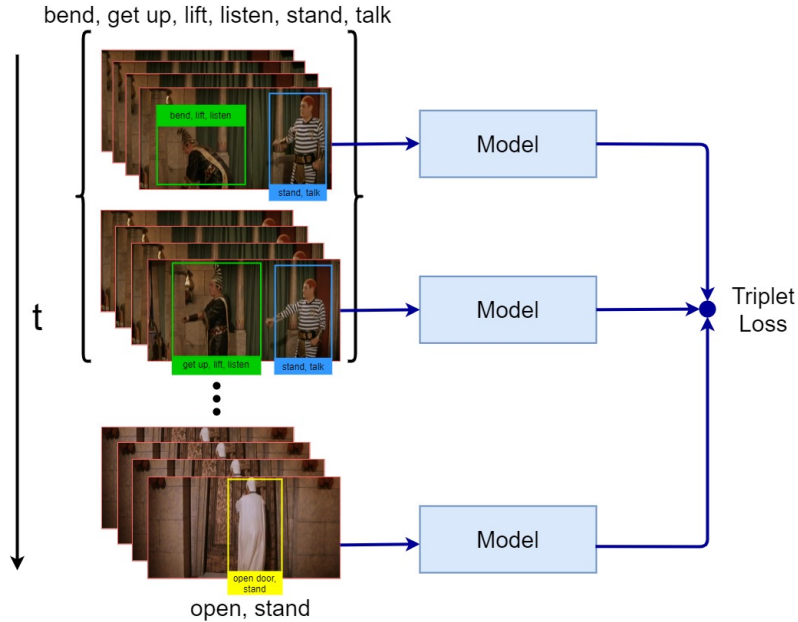 bend, get up, lift, listen, stand, talk
bend, lift, listen
stand, talk
Model
t
get up, lift, listen
stand, talk
Model
Triplet
Loss
open door,
stand
Model
open, stand